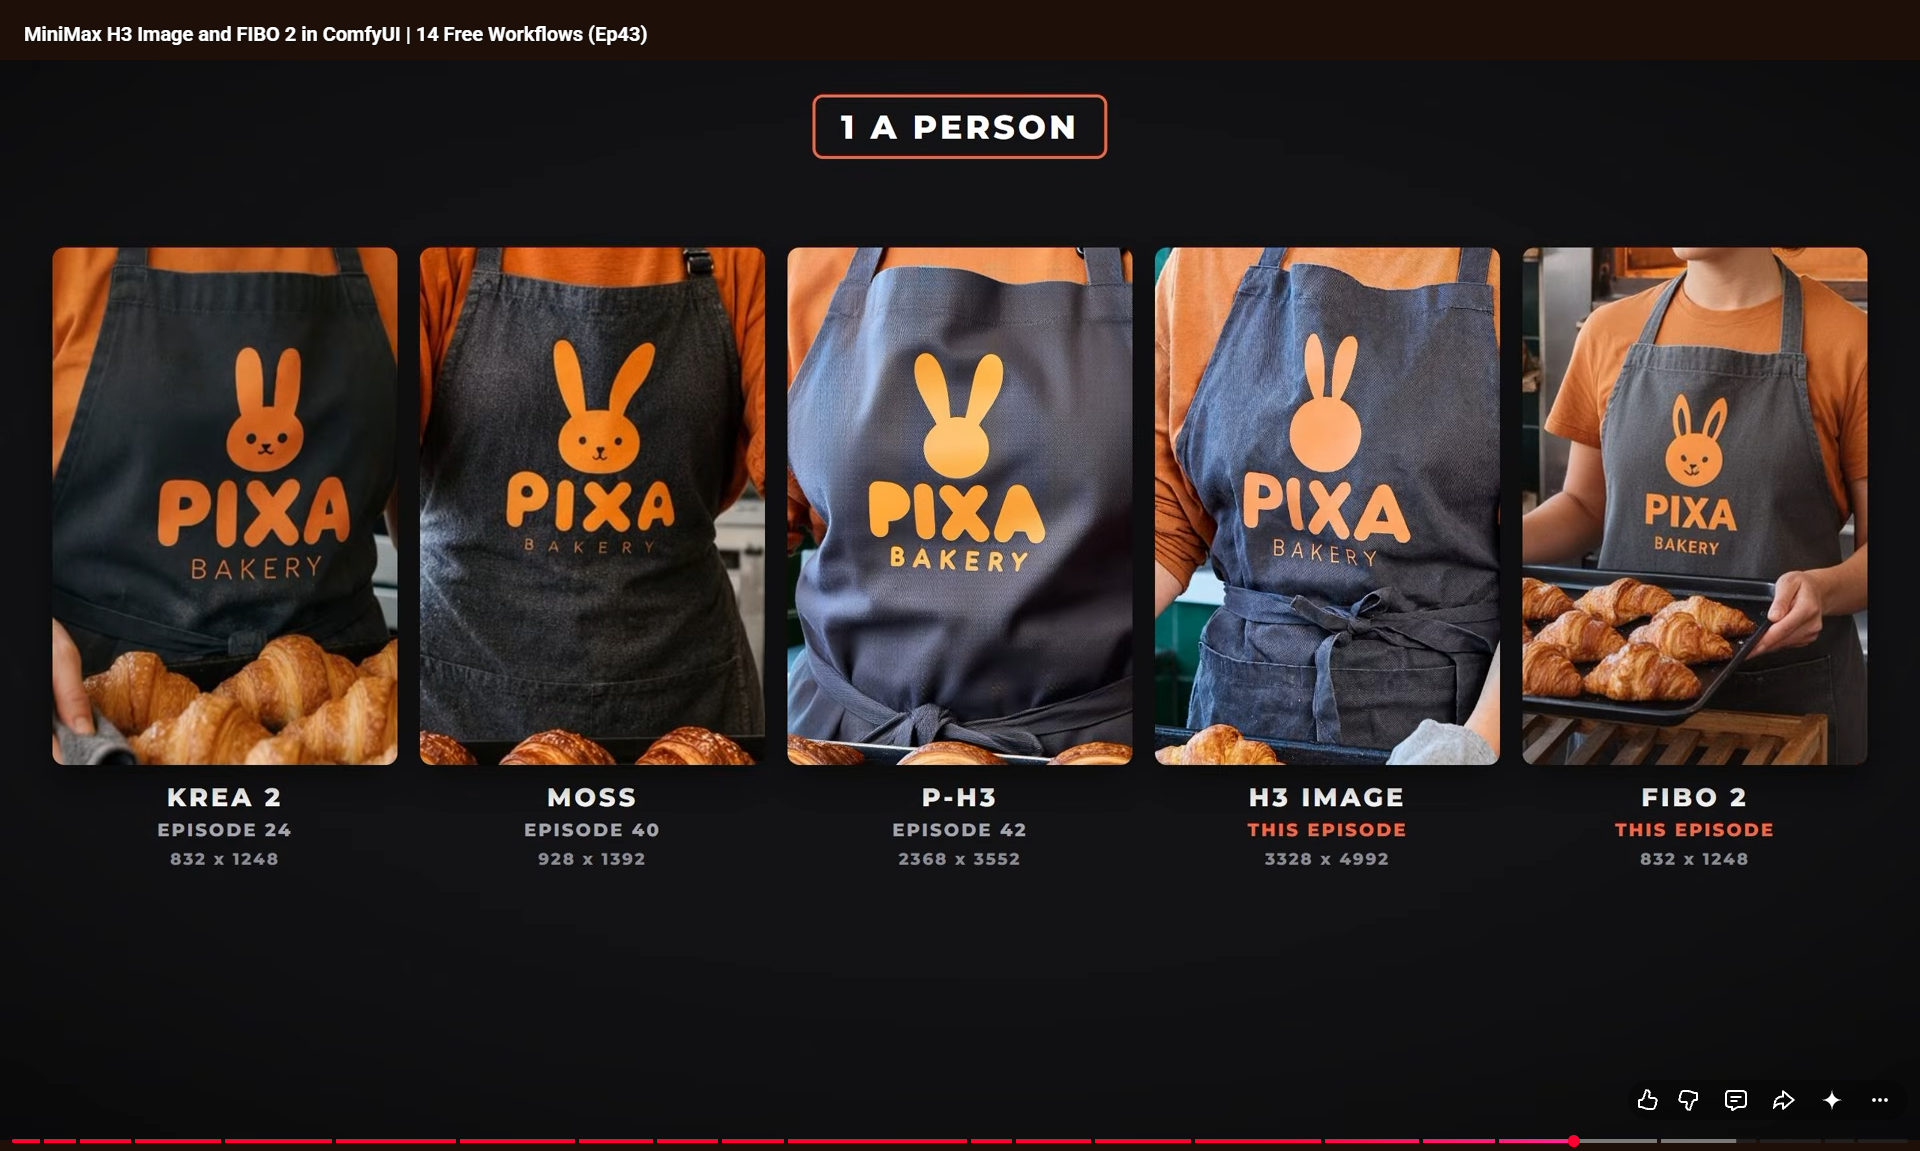 MiniMax H3 Image and FIBO 2 in ComfyUI | 14 Free Workflows (Ep43)
1 A PERSON
PIXA
BAKERY
PIXA
BAKERY
PIXA
BAKERY
PIXA
BAKERY
PIXA
BAKERY
KREA 2
EPISODE 24
832 x 1248
MOSS
EPISODE 40
928 x 1392
P-H3
EPISODE 42
2368 x 3552
H3 IMAGE
THIS EPISODE
3328 x 4992
FIBO 2
THIS EPISODE
832 x 1248